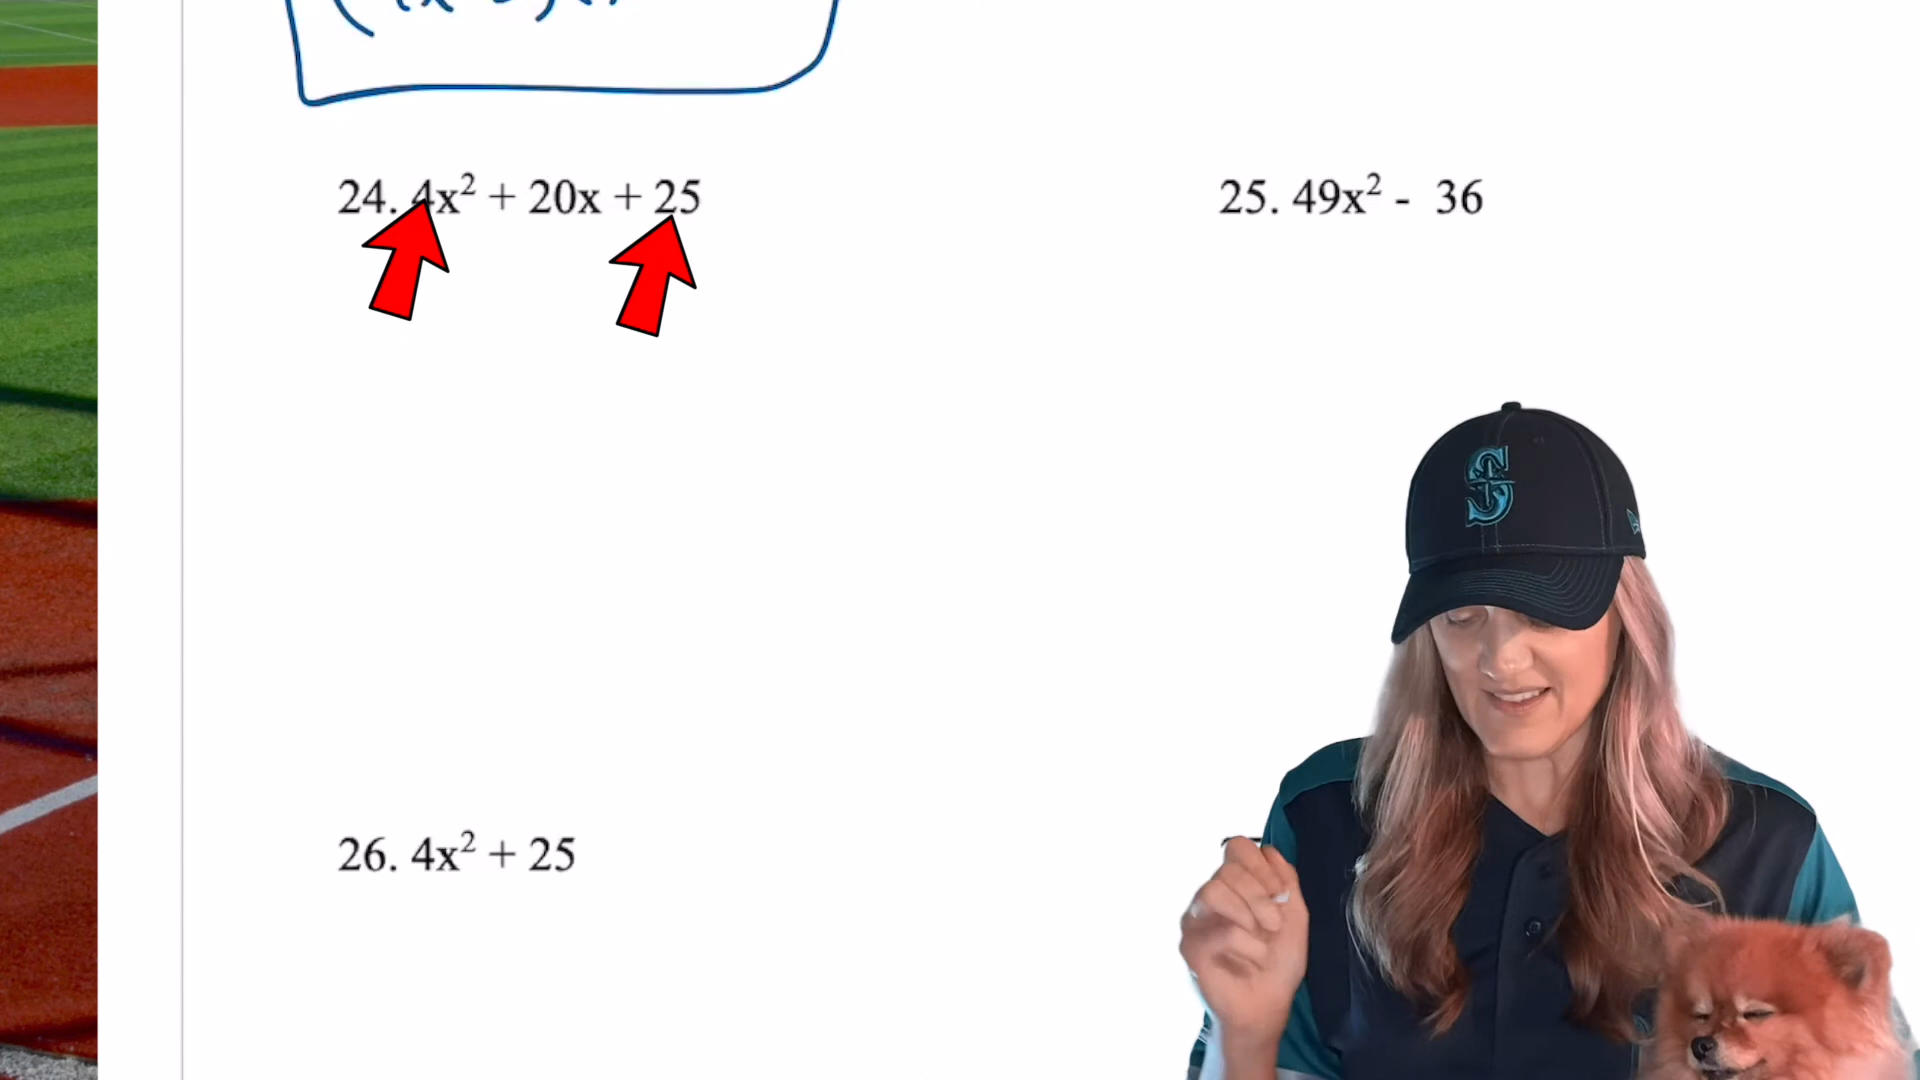 24. 4x² + 20x + 25
25. 49x² - 36
26. 4x² + 25
S